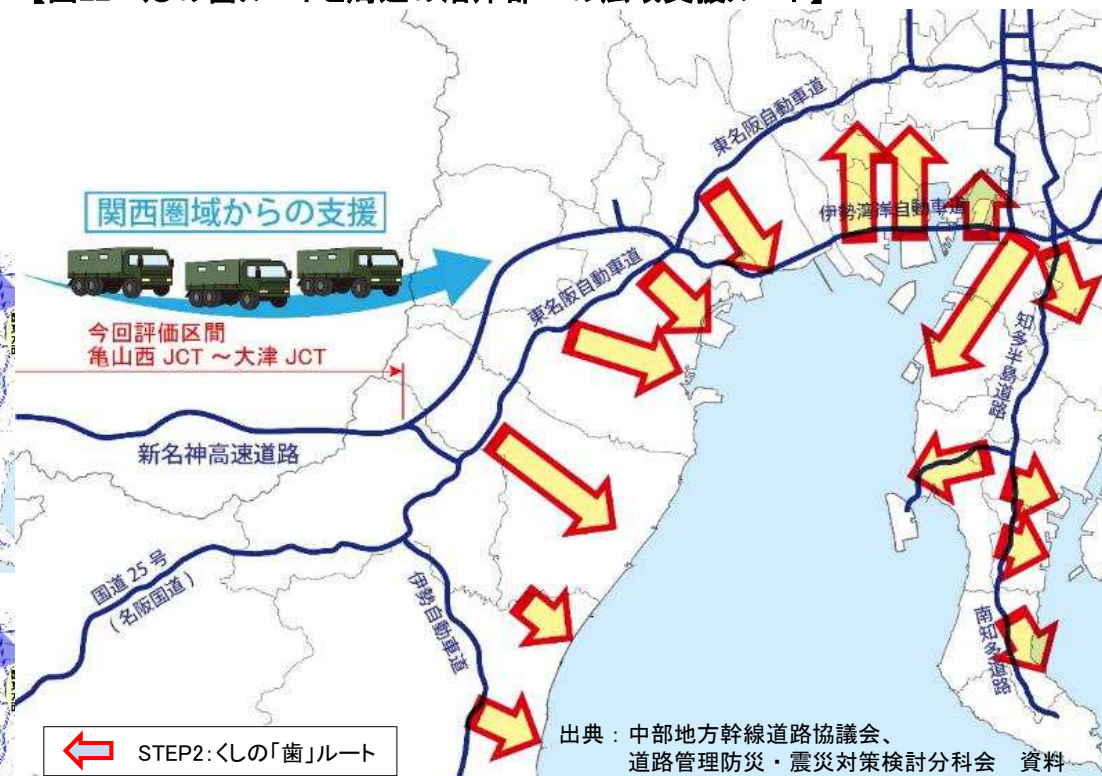 関西圏域からの支援
今回評価区間
亀山西 JCT ～大津 JCT
新名神高速道路
東名阪自動車道
伊勢湾岸自動車道
東名阪自動車道
知多半島道路
国道 25 号
(名阪国道)
伊勢自動車道
南知多道路
STEP2:くしの「歯」ルート
出典：中部地方幹線道路協議会、
道路管理防災・震災対策検討分科会　資料